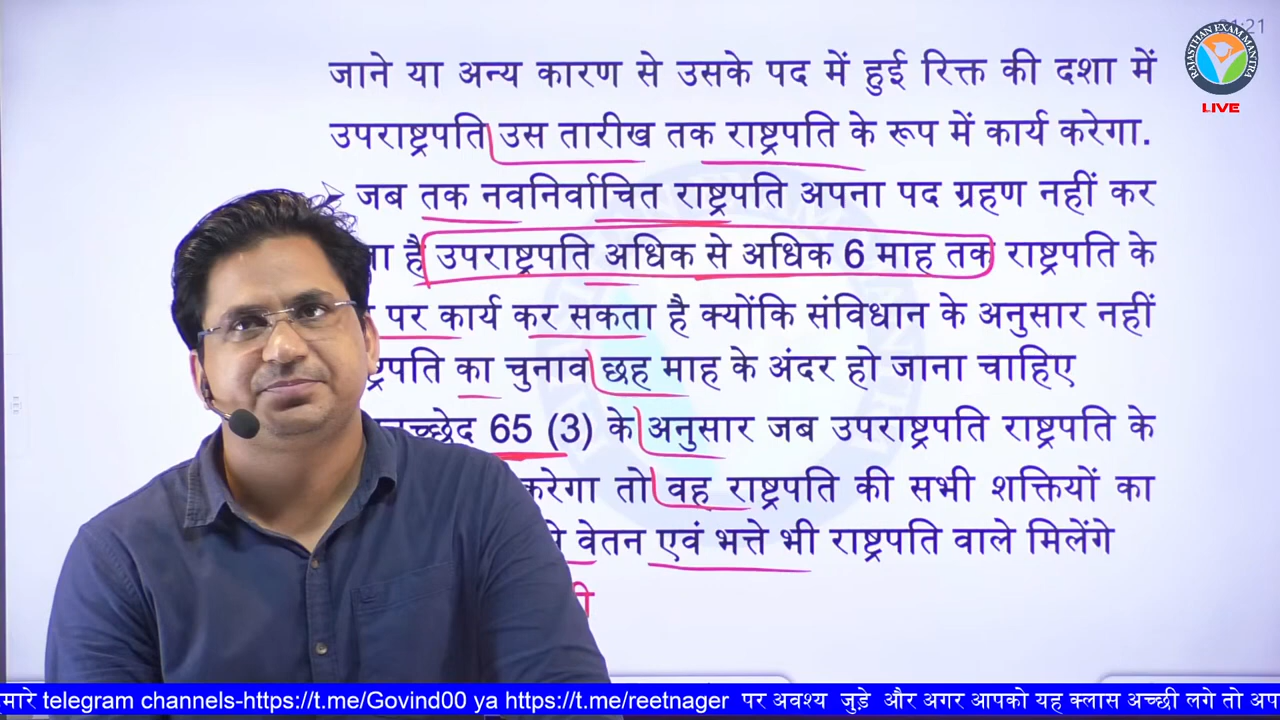 जाने या अन्य कारण से उसके पद में हुई रिक्त की दशा में
उपराष्ट्रपति उस तारीख तक राष्ट्रपति के रूप में कार्य करेगा.
जब तक नवनिर्वाचित राष्ट्रपति अपना पद ग्रहण नहीं कर
है उपराष्ट्रपति अधिक से अधिक 6 माह तक राष्ट्रपति के
पर कार्य कर सकता है क्योंकि संविधान के अनुसार नहीं
का चुनाव छह माह के अंदर हो जाना चाहिए
65 (3) के अनुसार जब उपराष्ट्रपति राष्ट्रपति के
करेगा तो वह राष्ट्रपति की सभी शक्तियों का
वेतन एवं भत्ते भी राष्ट्रपति वाले मिलेंगे
RAJASTHAN EXAM MANTRA
LIVE
telegram channels-https://t.me/Govind00 ya https://t.me/reetnager पर अवश्य जुड़े और अगर आपको यह क्लास अच्छी लगे तो